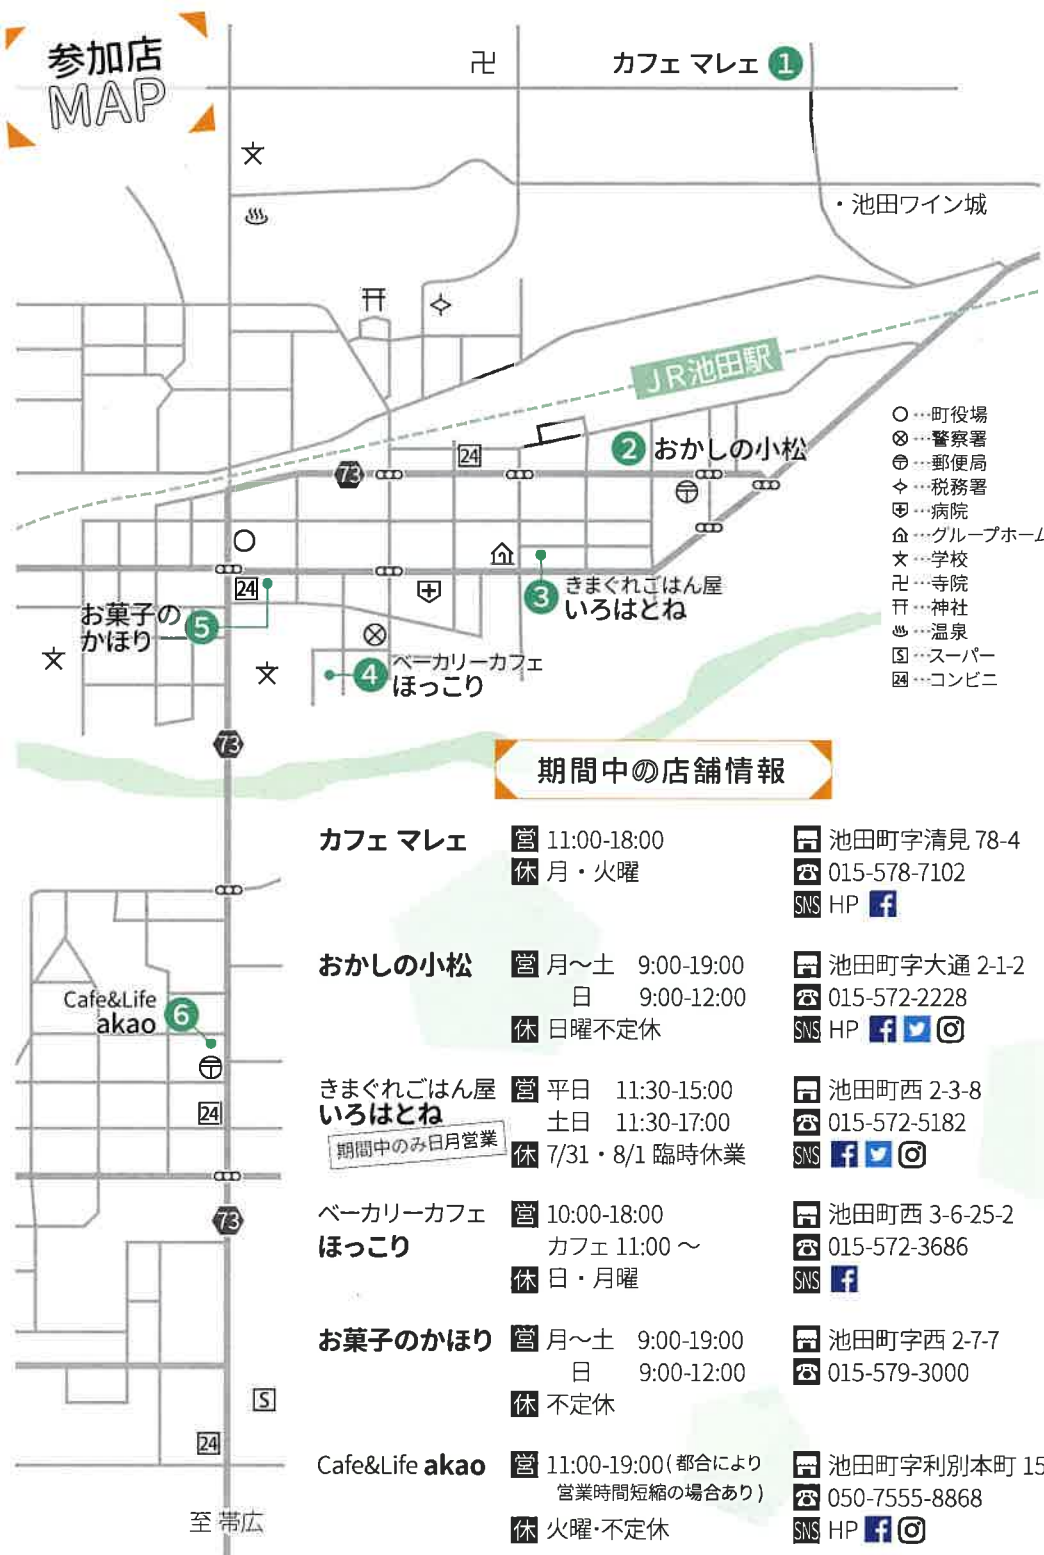 参加店
MAP
卍
カフェ マレェ 1
文
・池田ワイン城
JR池田駅
○…町役場
…警察署
〒…郵便局
…税務署
…病院
…グループホーム
文…学校
卍…寺院
…神社
♨…温泉
S…スーパー
24…コンビニ
2 おかしの小松
24
73
24
3 きまぐれごはん屋
いろはとね
お菓子の
かほり 5
文
文
4 ベーカリーカフェ
ほっこり
73
期間中の店舗情報
カフェ マレェ 営 11:00-18:00 池田町字清見 78-4
休 月・火曜 ☎ 015-578-7102
SNS HP f
おかしの小松 営 月〜土 9:00-19:00 池田町字大通 2-1-2
日 9:00-12:00 ☎ 015-572-2228
休 日曜不定休 SNS HP f
きまぐれごはん屋 営 平日 11:30-15:00 池田町西 2-3-8
いろはとね 土日 11:30-17:00 ☎ 015-572-5182
期間中のみ日月営業
休 7/31・8/1 臨時休業 SNS f
ベーカリーカフェ 営 10:00-18:00 池田町西 3-6-25-2
ほっこり カフェ 11:00 〜 ☎ 015-572-3686
休 日・月曜 SNS f
お菓子のかほり 営 月〜土 9:00-19:00 池田町字西 2-7-7
日 9:00-12:00 ☎ 015-579-3000
休 不定休
Cafe&Life akao 営 11:00-19:00(都合により 池田町字利別本町 15
営業時間短縮の場合あり) ☎ 050-7555-8868
休 火曜・不定休 SNS HP f
Cafe&Life
akao 6
24
73
S
24
至 帯広